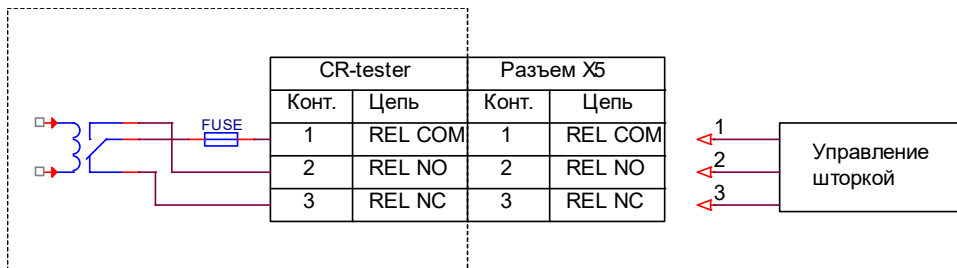 CR-tester Разъем X5
Конт. Цепь Конт. Цепь
FUSE 1 REL COM 1 REL COM 1
2 REL NO 2 REL NO 2
3 REL NC 3 REL NC 3
Управление
шторкой